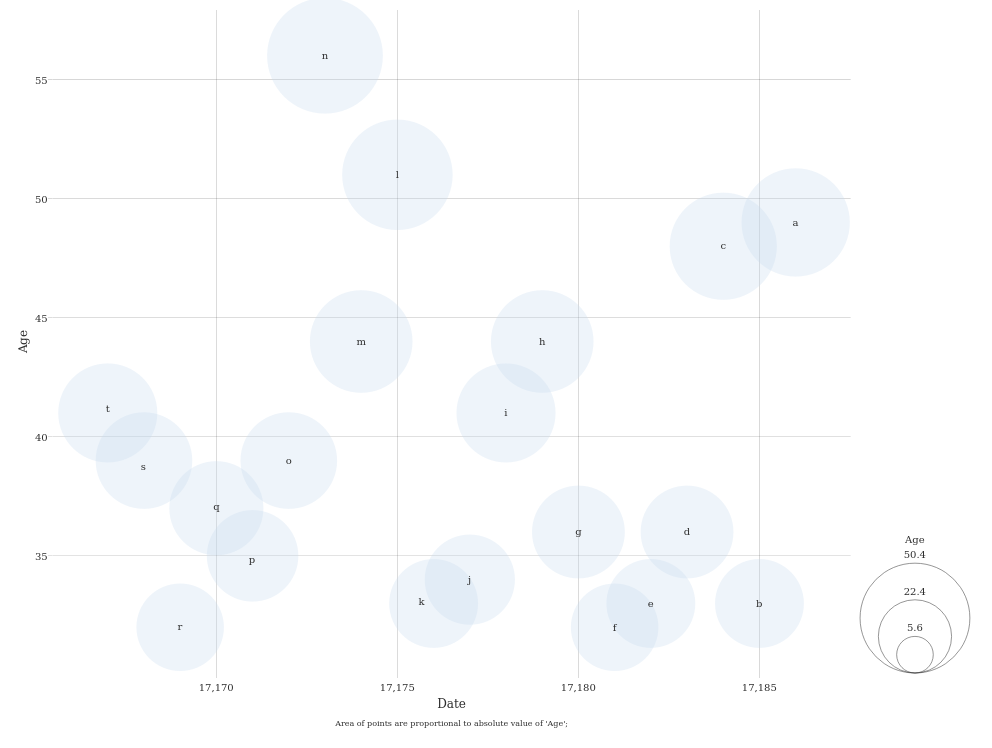 n
55
l
50
a
c
45
m
h
Age
t
i
40
s
o
q
g
d
p
35
j
k
e
b
r
f
Age
50.4
22.4
5.6
17,170
17,175
17,180
17,185
Date
Area of points are proportional to absolute value of 'Age';